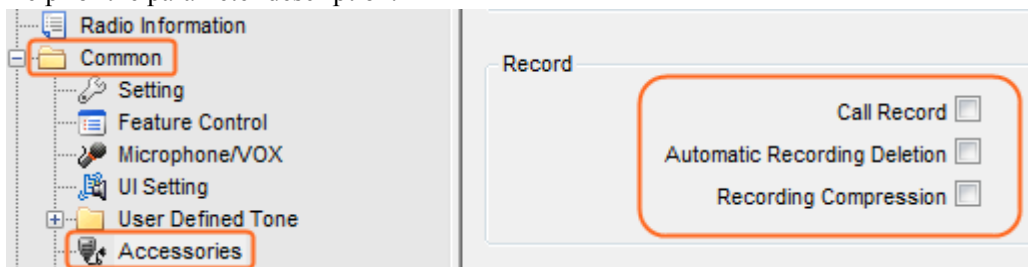 Radio Information
Common
Setting
Feature Control
Microphone/VOX
UI Setting
User Defined Tone
Accessories
Record
Call Record
Automatic Recording Deletion
Recording Compression